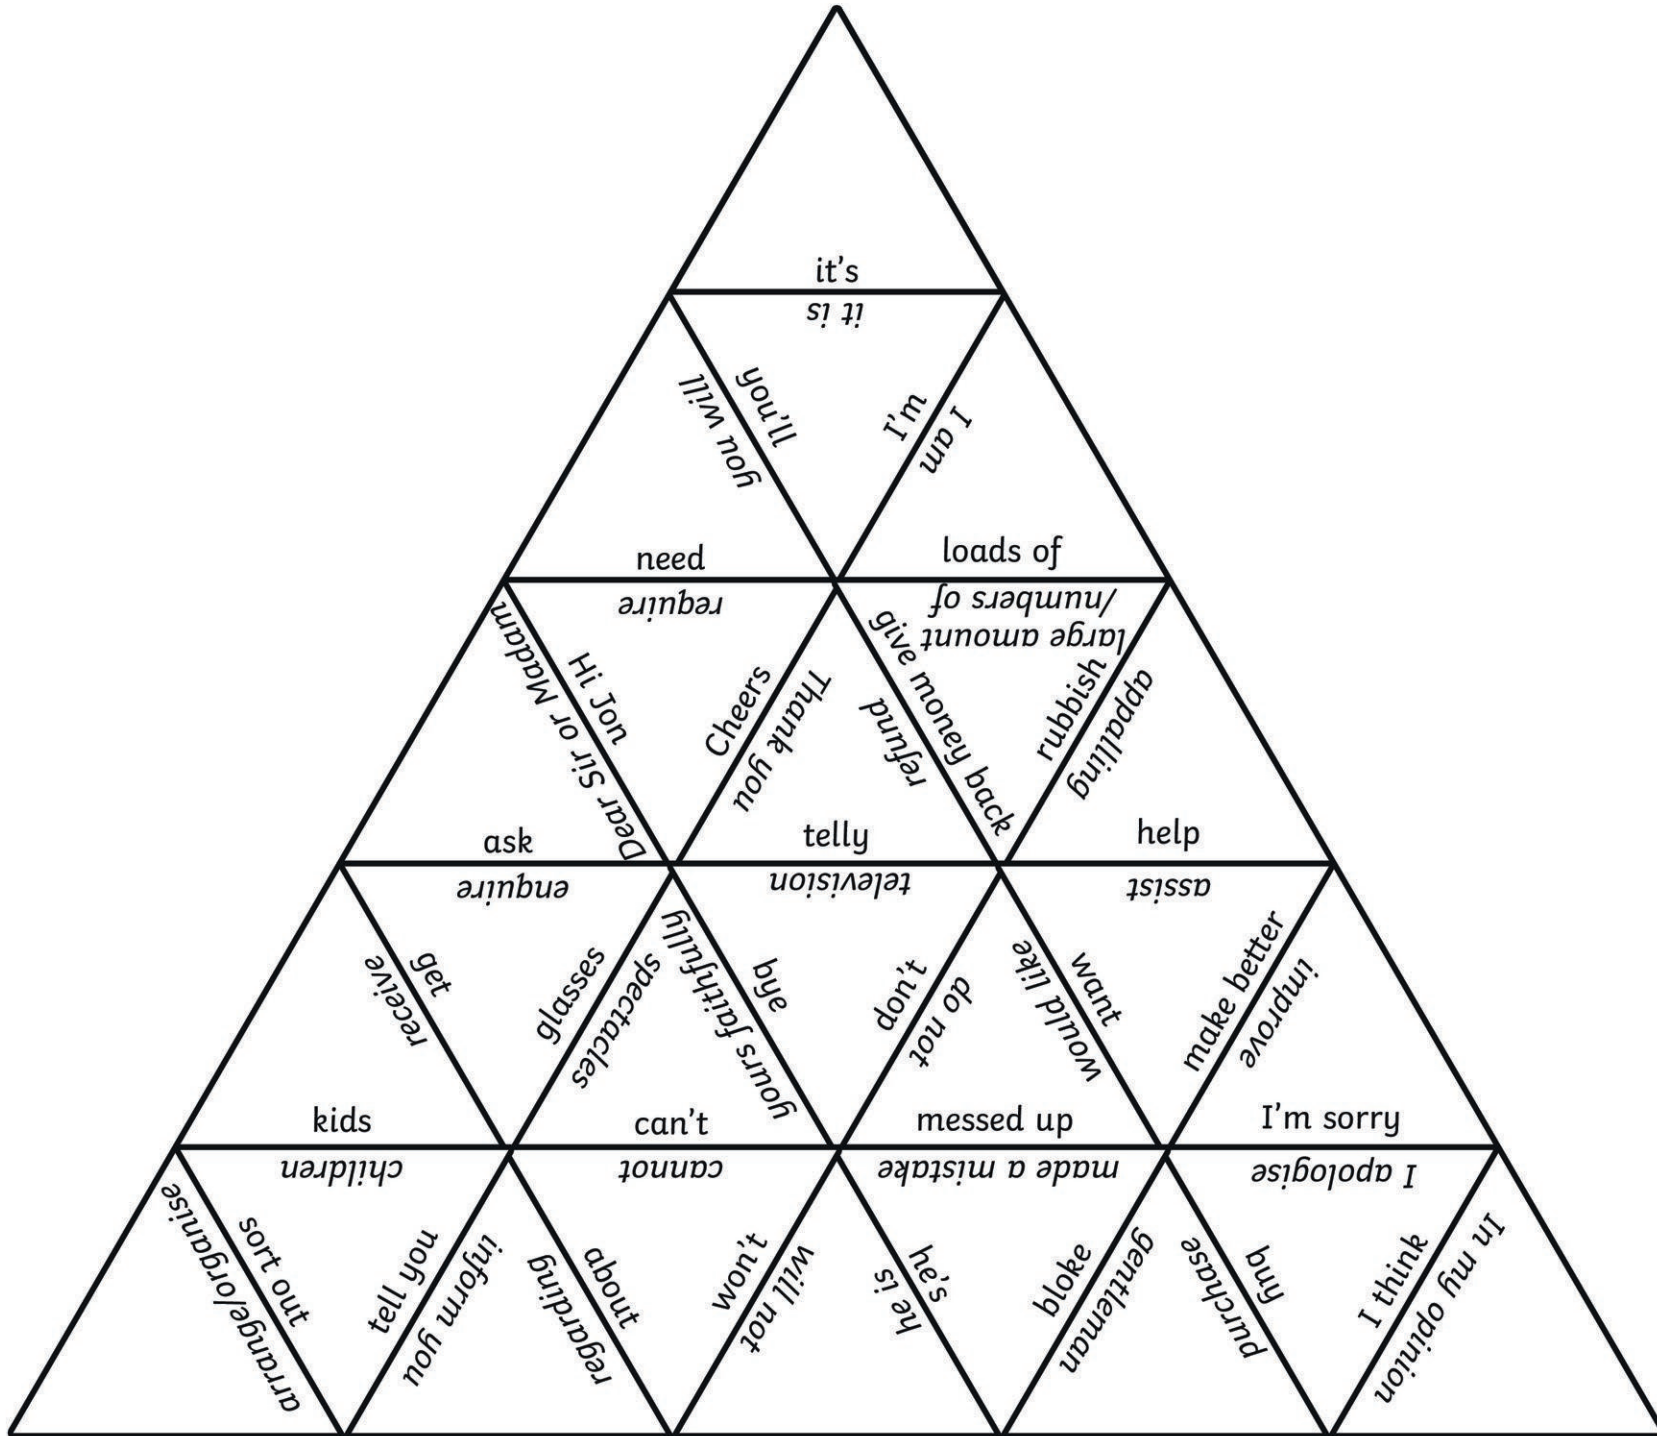 it's
it is
you'll
you will
I'm
I am
need
require
loads of
large amount
/numbers of
Hi Jon
Dear Sir or Madam
Cheers
Thank you
give money back
refund
rubbish
appalling
ask
enquire
telly
television
help
assist
get
receive
glasses
spectacles
bye
yours faithfully
don't
do not
want
would like
make better
improve
kids
children
can't
cannot
messed up
made a mistake
I'm sorry
I apologise
sort out
arrange/organise
tell you
inform you
about
regarding
won't
will not
he's
he is
bloke
gentleman
buy
purchase
I think
In my opinion